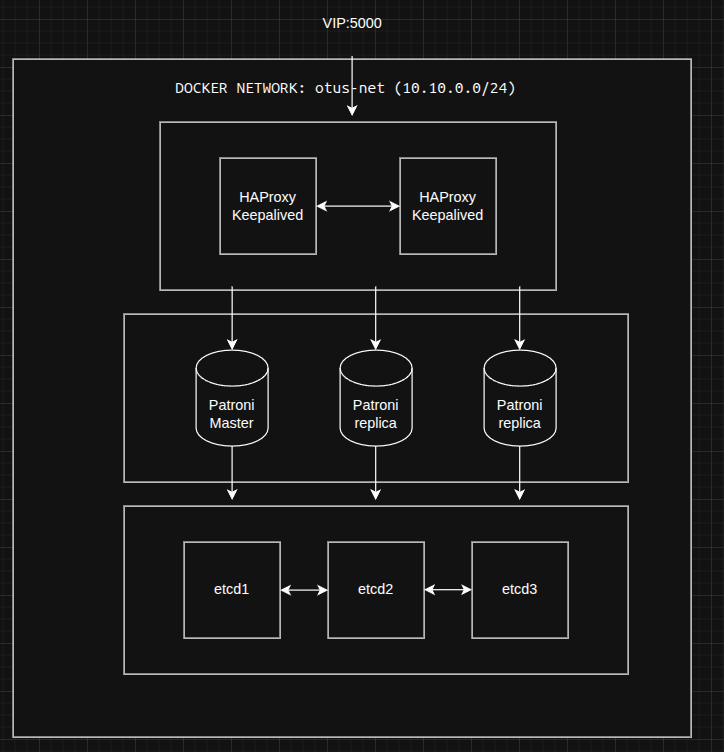 VIP:5000
DOCKER NETWORK: otus-net (10.10.0.0/24)
HAProxy
Keepalived
HAProxy
Keepalived
Patroni
Master
Patroni
replica
Patroni
replica
etcd1
etcd2
etcd3